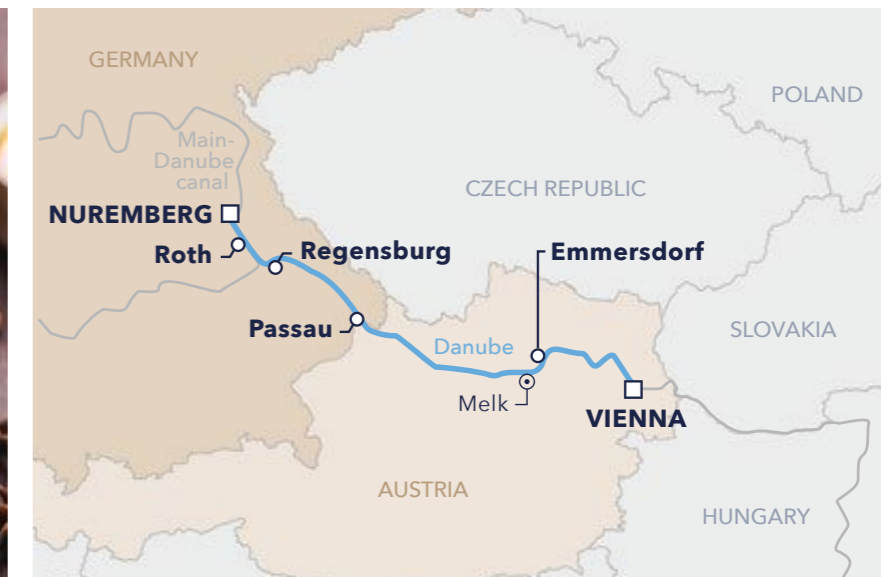 GERMANY
POLAND
Main-
Danube
canal
CZECH REPUBLIC
NUREMBERG
Roth
Regensburg
Emmersdorf
Passau
Danube
SLOVAKIA
Melk
VIENNA
AUSTRIA
HUNGARY